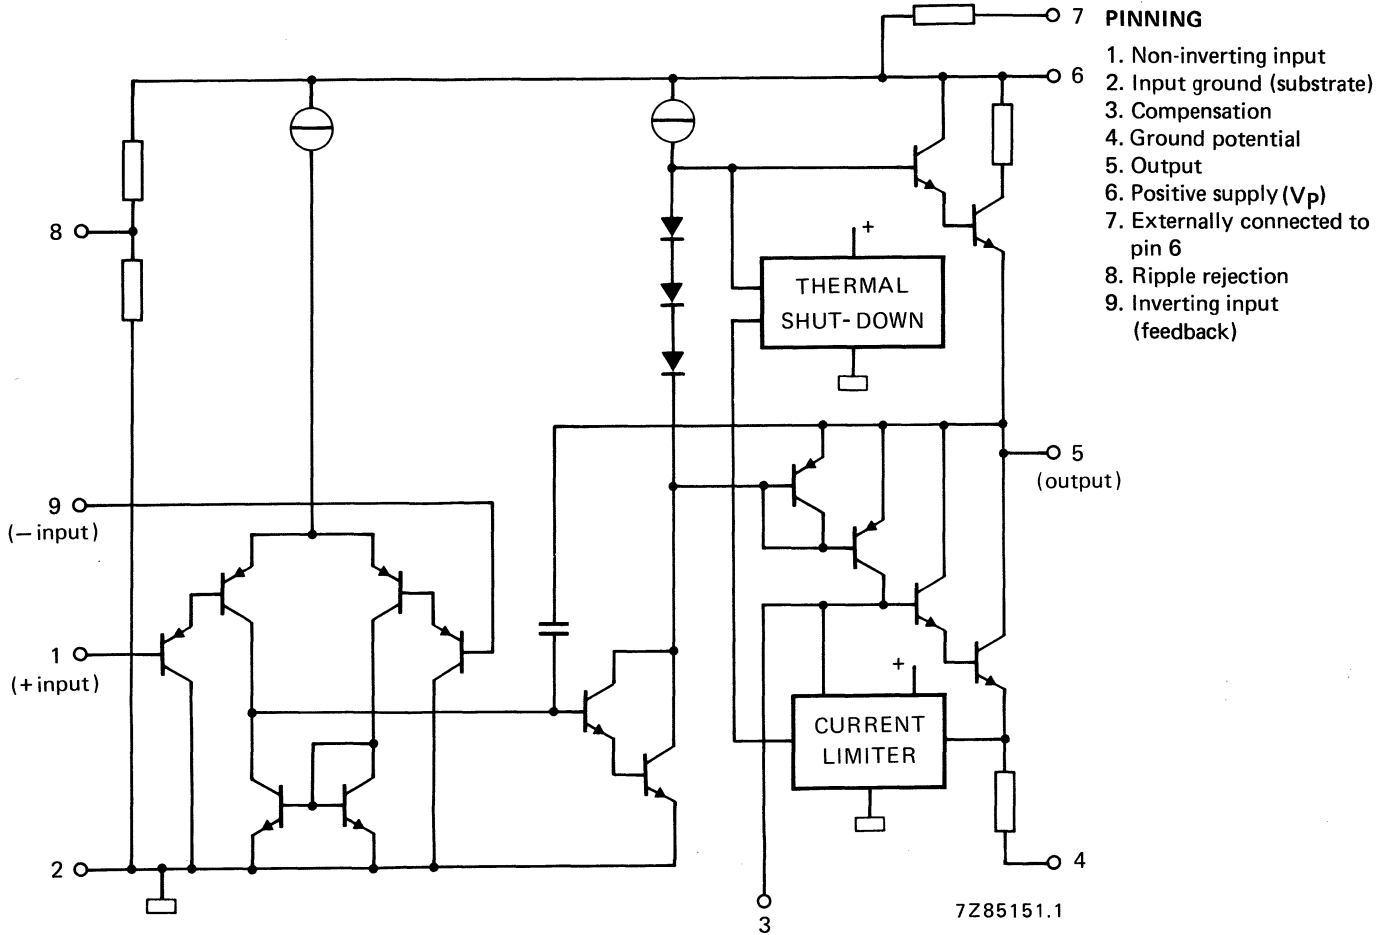 7
PINNING
1. Non-inverting input
2. Input ground (substrate)
3. Compensation
4. Ground potential
5. Output
6. Positive supply (VP)
7. Externally connected to
pin 6
8. Ripple rejection
9. Inverting input
(feedback)
6
8
+
THERMAL
SHUT-DOWN
5
(output)
9
(-input)
1
(+input)
+
CURRENT
LIMITER
2
4
3
7Z85151.1